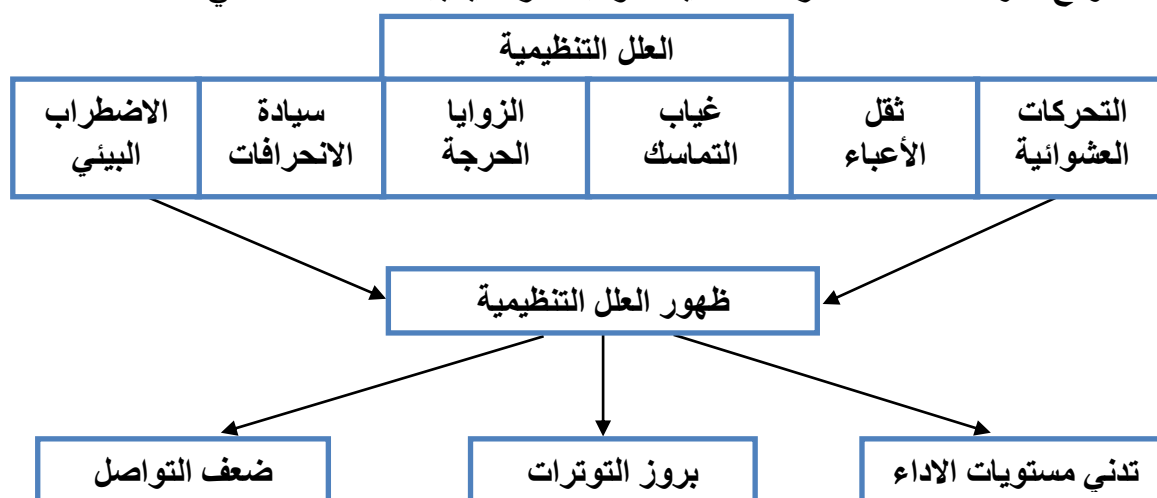 العلل التنظيمية
التحركات
العشوائية
ثقل
الأعباء
غياب
التماسك
الزوايا
الحرجة
سيادة
الانحرافات
الاضطراب
البيئي
ظهور العلل التنظيمية
تدني مستويات الاداء
بروز التوترات
ضعف التواصل